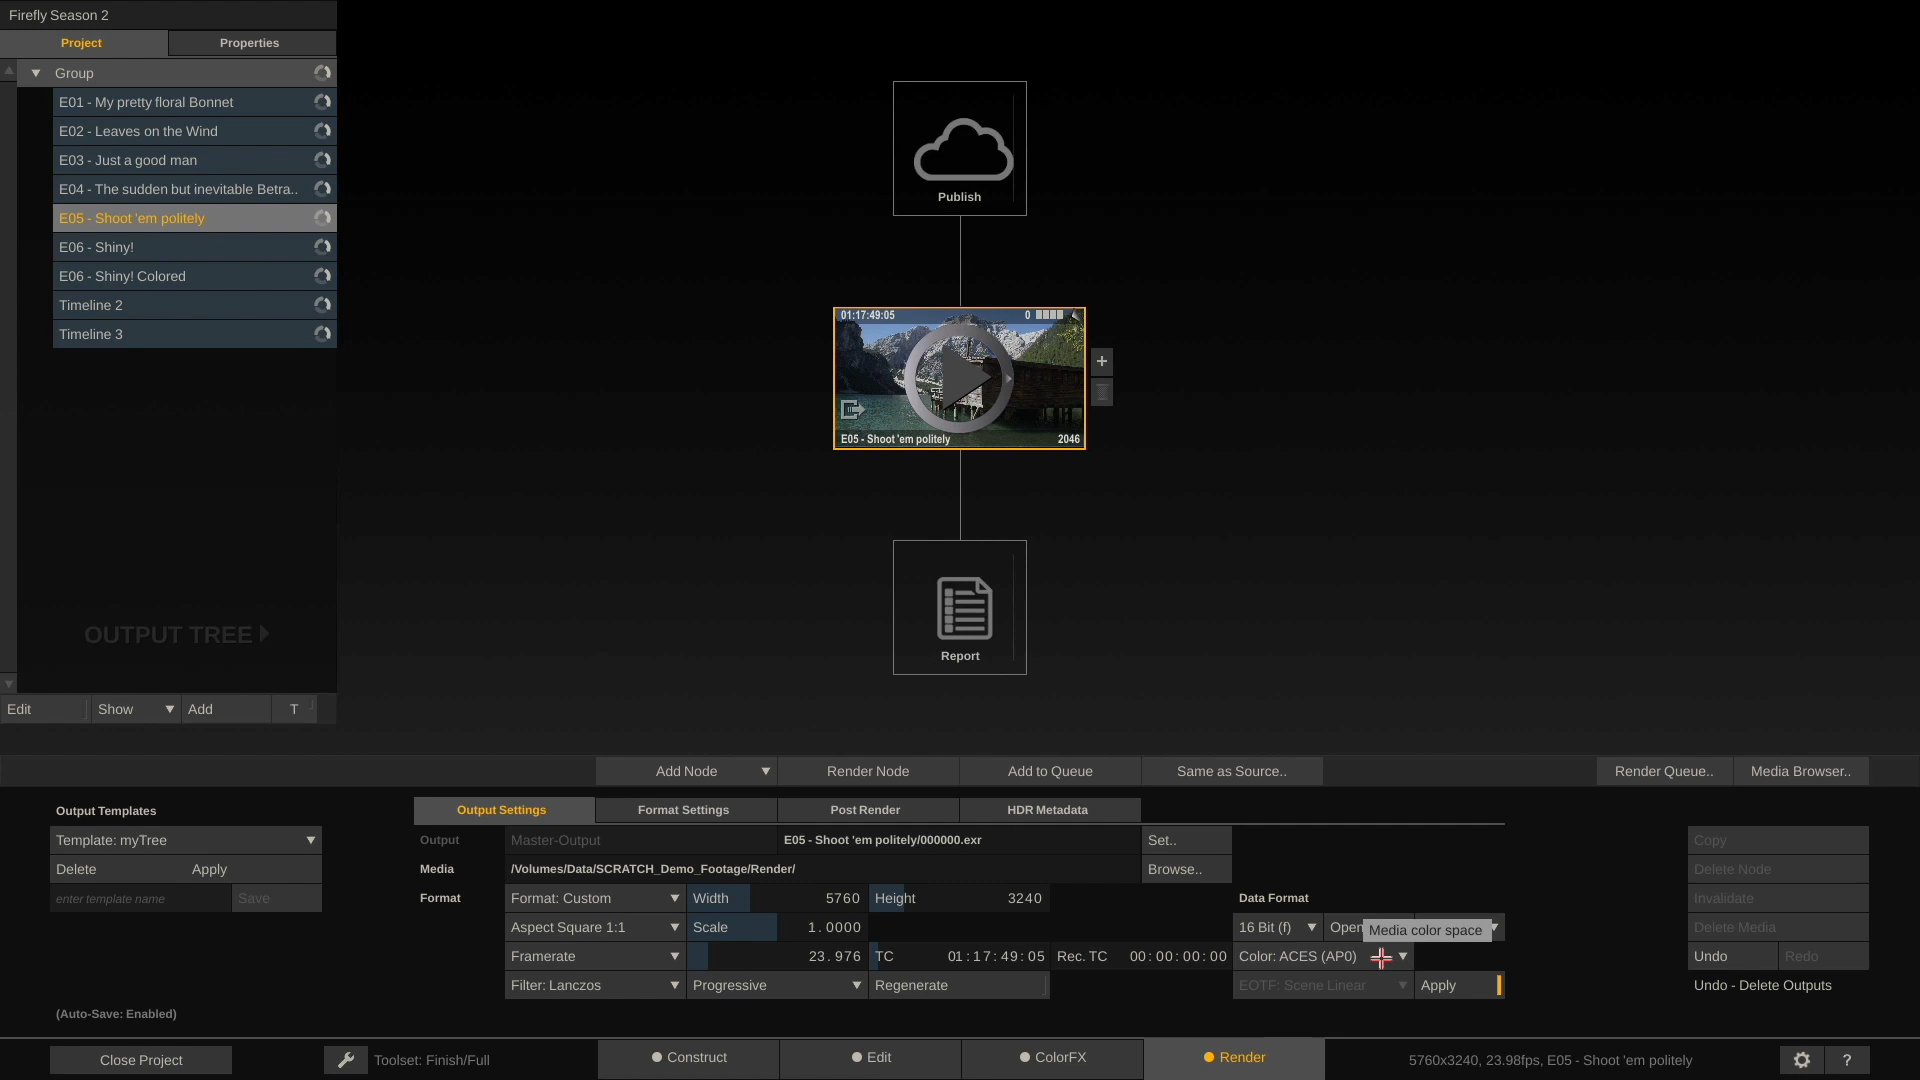 Firefly Season 2
Project
Properties
Group
E01 - My pretty floral Bonnet
E02 - Leaves on the Wind
E03 - Just a good man
E04 - The sudden but inevitable Betra..
E05 - Shoot 'em politely
E06 - Shiny!
E06 - Shiny! Colored
Timeline 2
Timeline 3
OUTPUT TREE
Edit
Show
Add
T
Publish
01:17:49:05
0
E05 - Shoot 'em politely
2046
+
Report
Add Node
Render Node
Add to Queue
Same as Source..
Render Queue..
Media Browser..
Output Templates
Template: myTree
Delete
Apply
enter template name
Save
(Auto-Save: Enabled)
Output Settings
Format Settings
Post Render
HDR Metadata
Output
Master-Output
E05 - Shoot 'em politely/000000.exr
Set..
Media
/Volumes/Data/SCRATCH_Demo_Footage/Render/
Browse..
Format
Format: Custom
Width
5760
Height
3240
Data Format
Aspect Square 1:1
Scale
1.0000
16 Bit (f)
Open
Media color space
Framerate
23.976
TC
01:17:49:05
Rec. TC
00:00:00:00
Color: ACES (AP0)
Filter: Lanczos
Progressive
Regenerate
EOTF: Scene Linear
Apply
Copy
Delete Node
Invalidate
Delete Media
Undo
Redo
Undo - Delete Outputs
Close Project
Toolset: Finish/Full
Construct
Edit
ColorFX
Render
5760x3240, 23.98fps, E05 - Shoot 'em politely
?